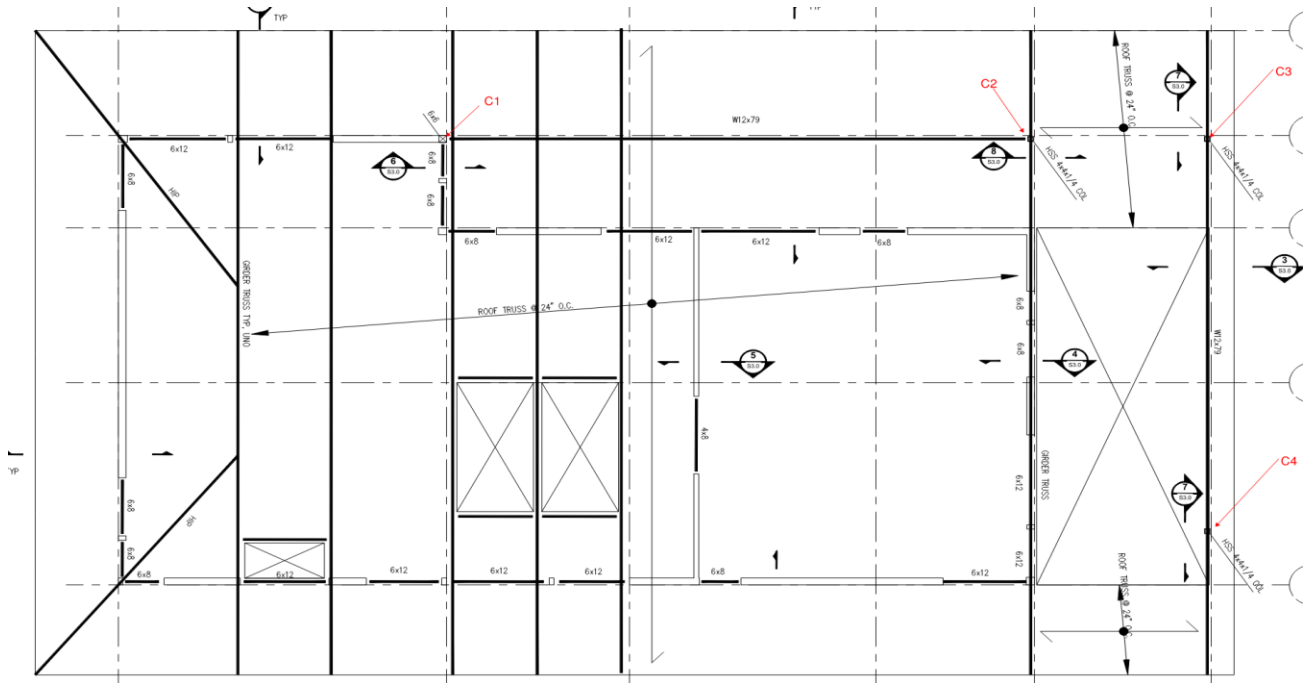 TYP
TYP
C1
C2
C3
6x6
W12x79
ROOF TRUSS @ 24" O.C.
7
S3.0
6x12
6x12
6
S3.0
8
S3.0
HSS 4x4x1/4 COL
HSS 4x4x1/4 COL
6x8
HIP
6x8
6x8
6x8
6x12
6x12
6x8
GIRDER TRUSS TYP, UNO
ROOF TRUSS @ 24" O.C.
3
S3.0
6x8
6x8
W12x79
5
S3.0
4
S3.0
4x8
GIRDER TRUSS
C4
TYP
6x8
HIP
6x12
7
S3.0
HSS 4x4x1/4 COL
6x8
6x8
6x12
6x12
6x12
6x12
6x8
6x12
6x12
ROOF TRUSS @ 24" O.C.